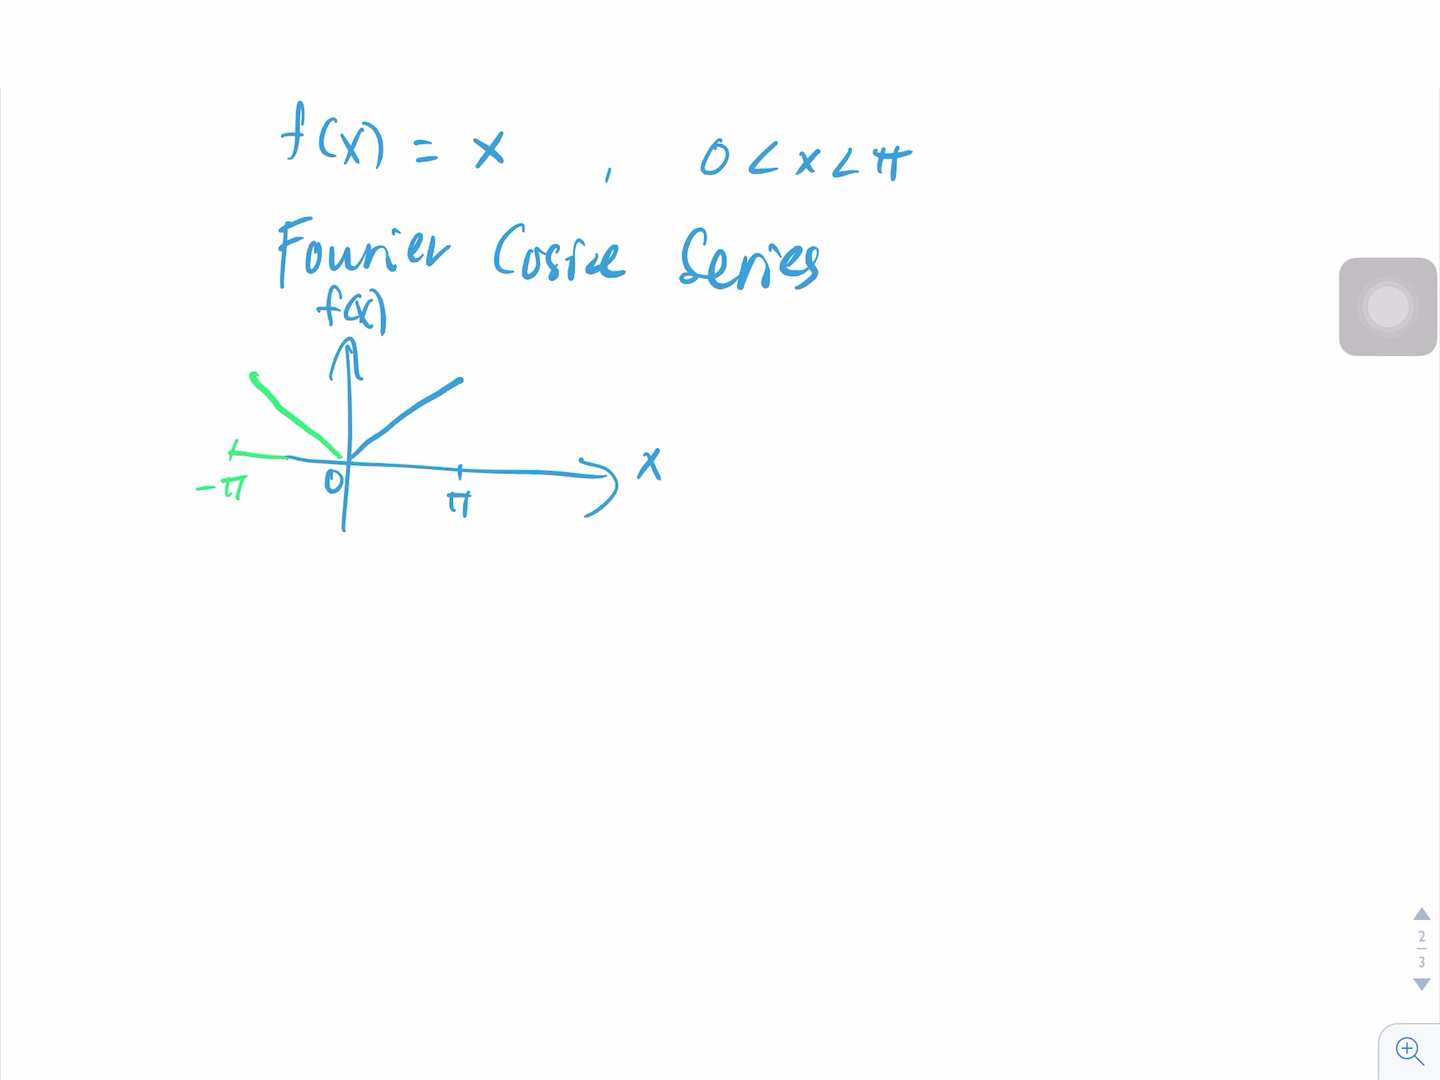 f(x) = x , 0 < x < π
Fourier Cosine Series
f(x)
x
0
-π
π
2
3